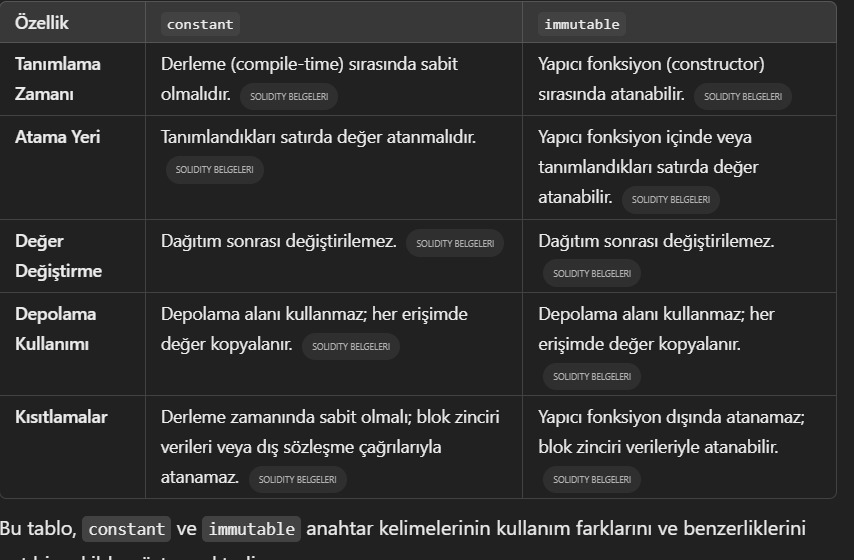 Özellik constant immutable
Tanımlama Derleme (compile-time) sırasında sabit Yapıcı fonksiyon (constructor)
Zamanı olmalıdır. SOLIDITY BELGELERI sırasında atanabilir. SOLIDITY BELGELERI
Atama Yeri Tanımlandıkları satırda değer atanmalıdır. Yapıcı fonksiyon içinde veya
SOLIDITY BELGELERI tanımlandıkları satırda değer
atanabilir. SOLIDITY BELGELERI
Değer Dağıtım sonrası değiştirilemez. SOLIDITY BELGELERI Dağıtım sonrası değiştirilemez.
Değiştirme SOLIDITY BELGELERI
Depolama Depolama alanı kullanmaz; her erişimde Depolama alanı kullanmaz; her
Kullanımı değer kopyalanır. SOLIDITY BELGELERI erişimde değer kopyalanır.
SOLIDITY BELGELERI
Kısıtlamalar Derleme zamanında sabit olmalı; blok zinciri Yapıcı fonksiyon dışında atanamaz;
verileri veya dış sözleşme çağrılarıyla blok zinciri verileriyle atanabilir.
atanamaz. SOLIDITY BELGELERI SOLIDITY BELGELERI
Bu tablo, constant ve immutable anahtar kelimelerinin kullanım farklarını ve benzerliklerini